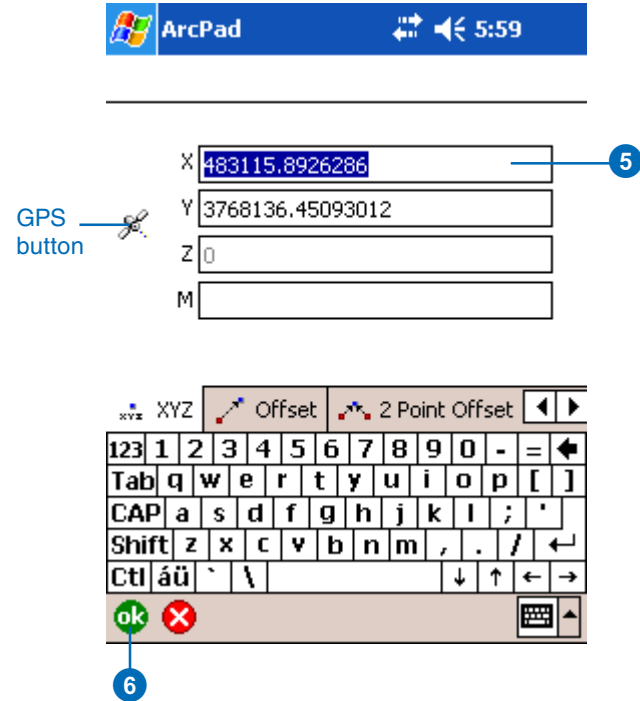 ArcPad 5:59
X 483115.8926286 5
GPS button
Y 3768136.45093012
Z 0
M
XYZ XYZ Offset 2 Point Offset
123 1 2 3 4 5 6 7 8 9 0 - =
Tab q w e r t y u i o p [ ]
CAP a s d f g h j k l ; '
Shift z x c v b n m , . /
Ctl áü ` \ ↓ ↑ ← →
ok
6